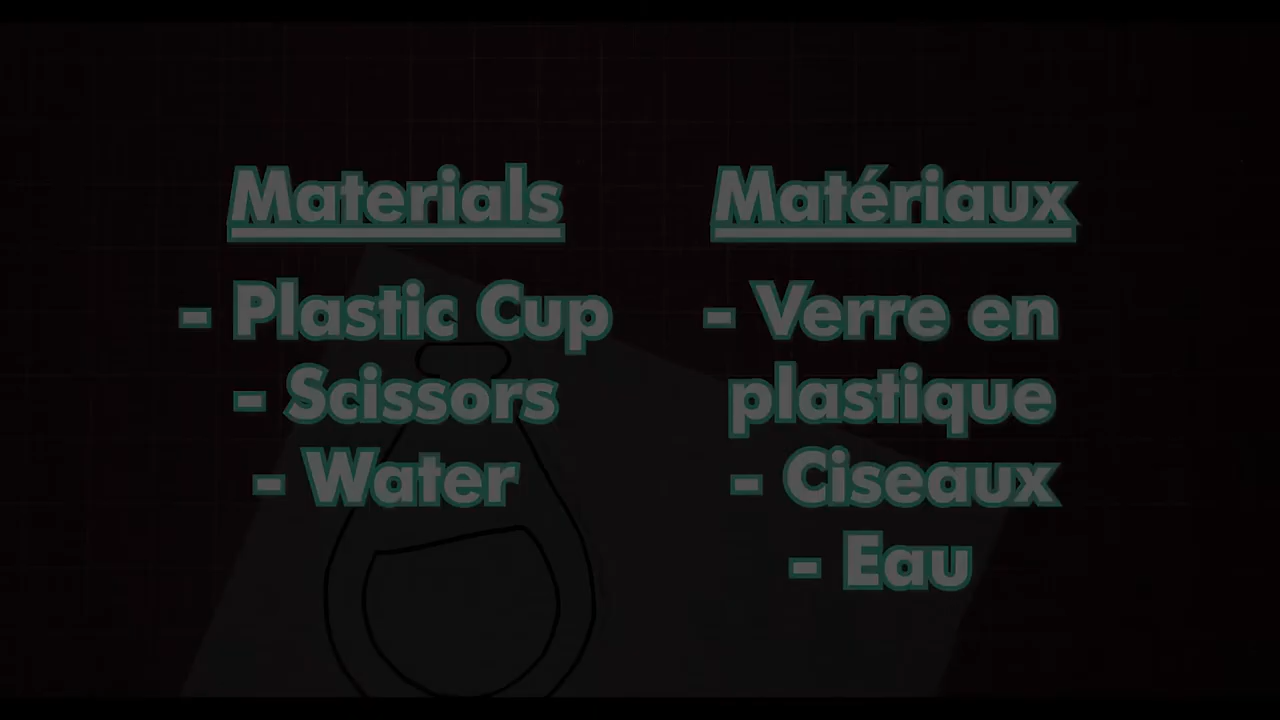 Materials
- Plastic Cup
- Scissors
- Water
Matériaux
- Verre en
plastique
- Ciseaux
- Eau